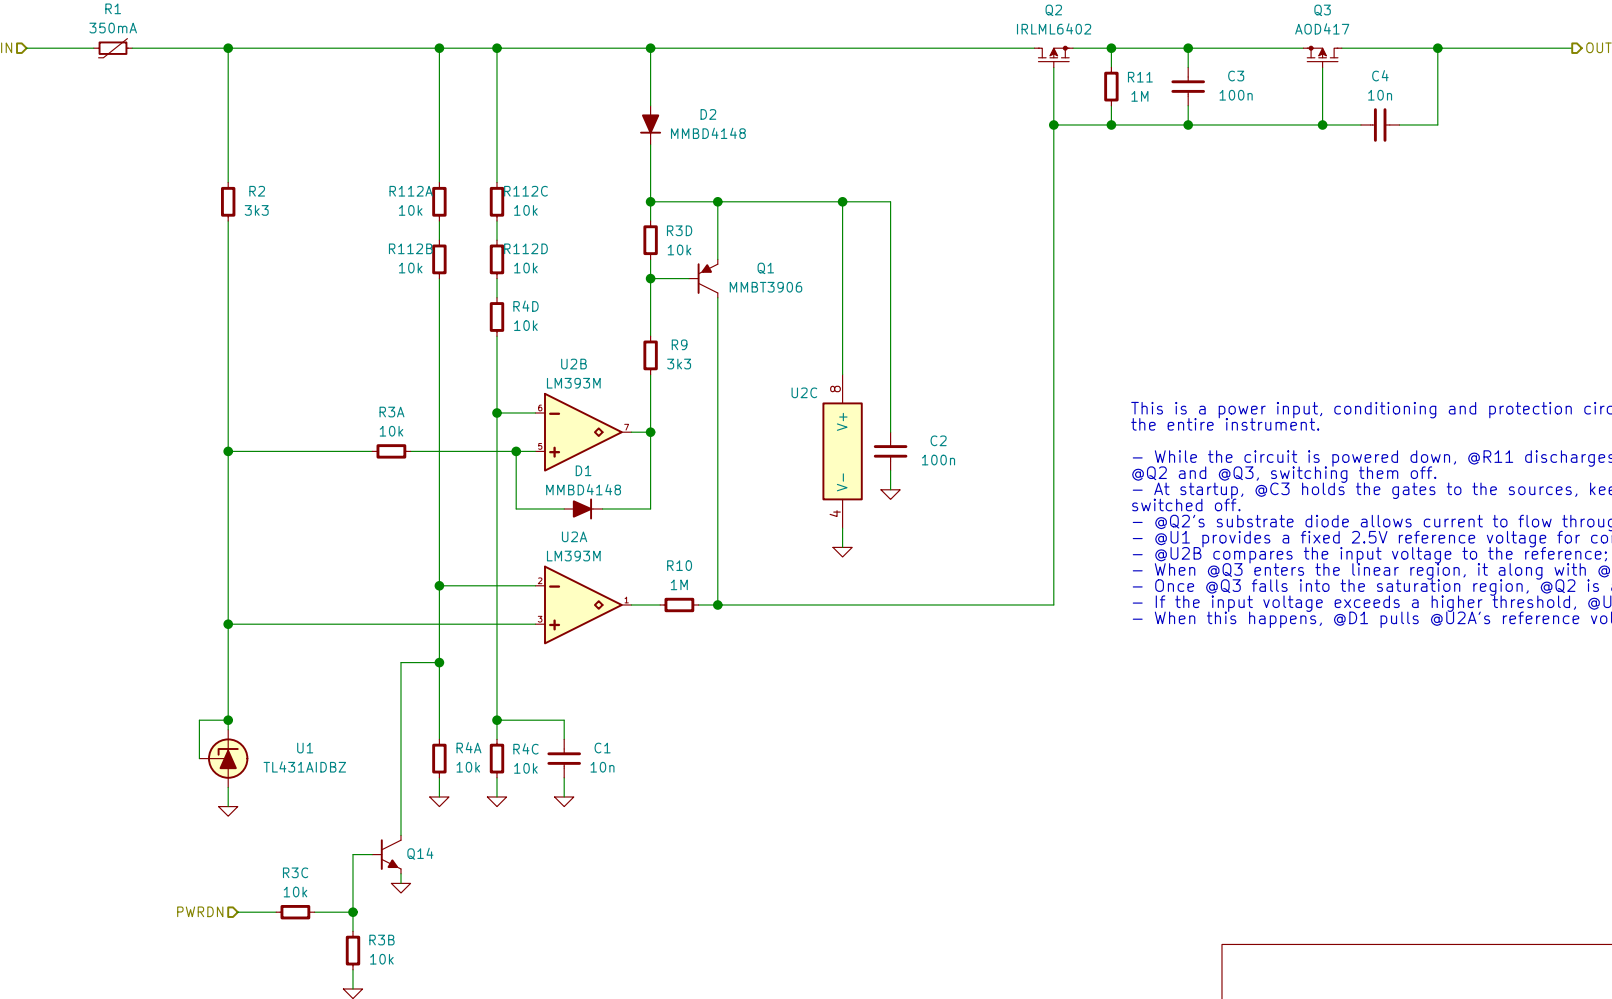 R1
350mA
Q2
IRLML6402
Q3
AOD417
IN
OUT
R11
1M
C3
100n
C4
10n
D2
MMBD4148
R2
3k3
R112A
10k
R112C
10k
R3D
10k
R112B
10k
R112D
10k
Q1
MMBT3906
R4D
10k
R9
3k3
U2B
LM393M
U2C
8
V+
V-
4
R3A
10k
6
5
7
C2
100n
D1
MMBD4148
U2A
LM393M
2
3
1
R10
1M
This is a power input, conditioning and protection circ
the entire instrument.
- While the circuit is powered down, @R11 discharges
@Q2 and @Q3, switching them off.
- At startup, @C3 holds the gates to the sources, kee
switched off.
- @Q2's substrate diode allows current to flow throug
- @U1 provides a fixed 2.5V reference voltage for co
- @U2B compares the input voltage to the reference;
- When @Q3 enters the linear region, it along with @
- Once @Q3 falls into the saturation region, @Q2 is
- If the input voltage exceeds a higher threshold, @U
- When this happens, @D1 pulls @U2A's reference vol
U1
TL431AIDBZ
R4A
10k
R4C
10k
C1
10n
Q14
R3C
10k
PWRDN
R3B
10k